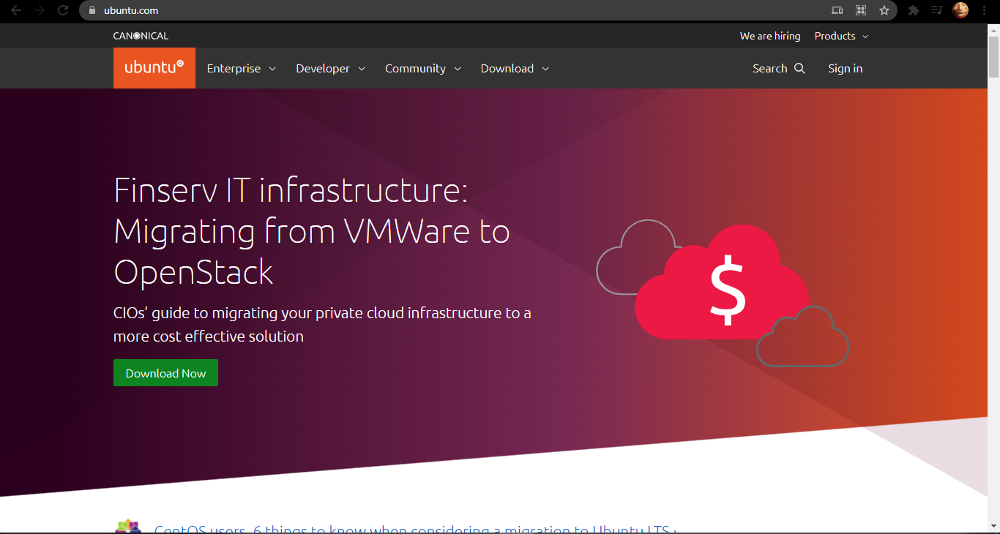 ubuntu.com
CANONICAL
We are hiring
Products
ubuntu
Enterprise
Developer
Community
Download
Search
Sign in
Finserv IT infrastructure:
Migrating from VMWare to
OpenStack
$
CIOs’ guide to migrating your private cloud infrastructure to a
more cost effective solution
Download Now
CentOS users, 6 things to know when considering a migration to Ubuntu LTS ›